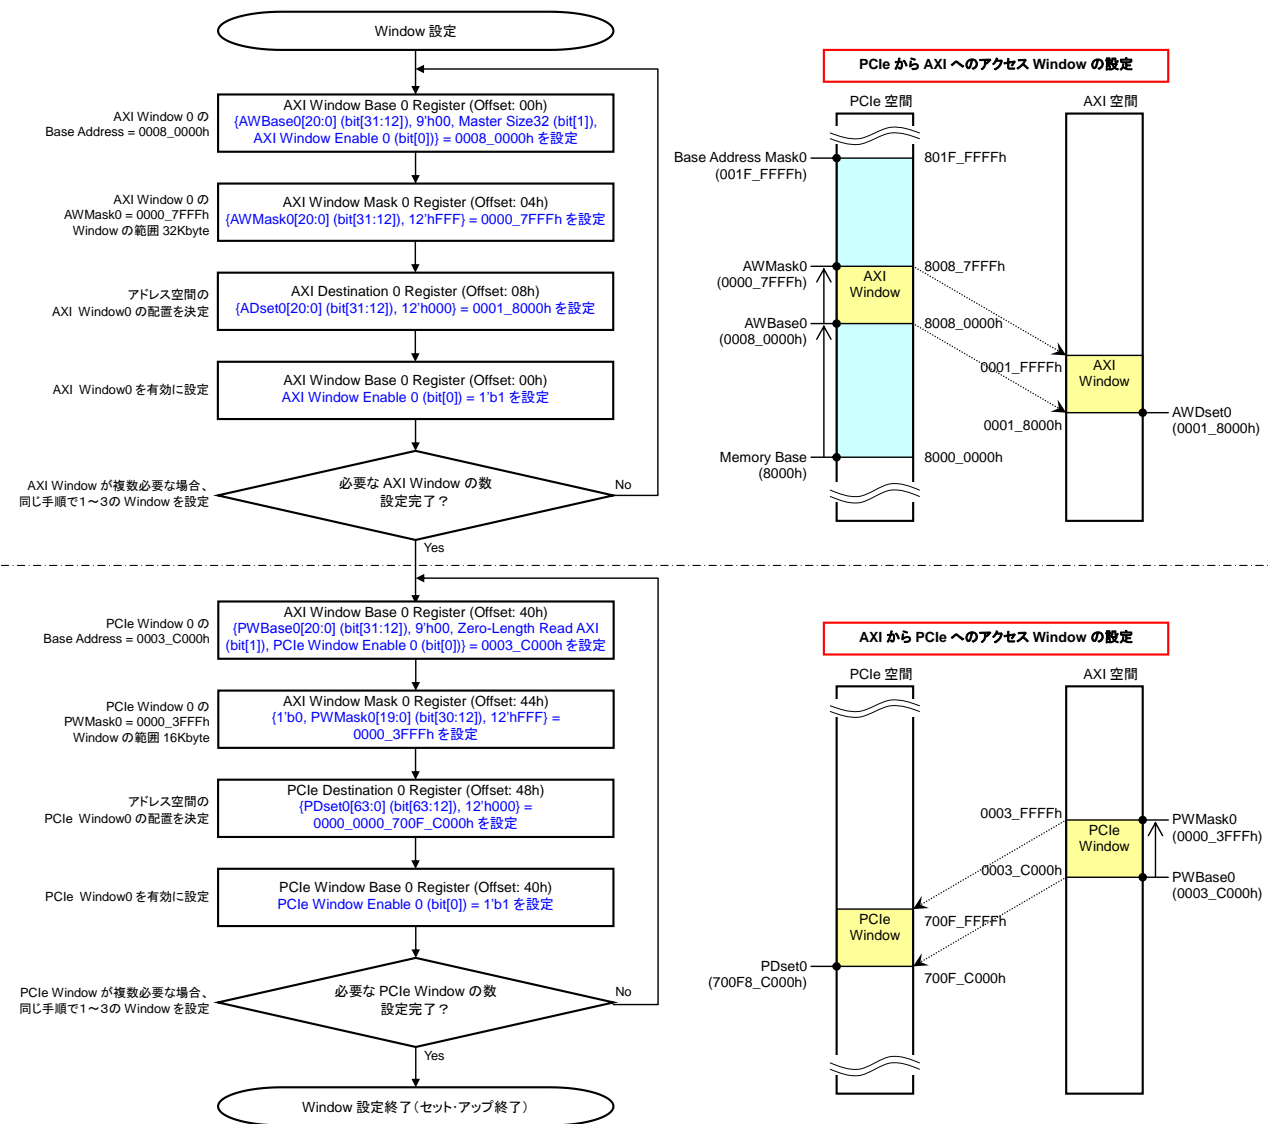 Window 設定
AXI Window 0 の
Base Address = 0008_0000h
AXI Window Base 0 Register (Offset: 00h)
{AWBase0[20:0] (bit[31:12]), 9'h00, Master Size32 (bit[1]),
AXI Window Enable 0 (bit[0])} = 0008_0000h を設定
AXI Window 0 の
AWMask0 = 0000_7FFFh
Window の範囲 32Kbyte
AXI Window Mask 0 Register (Offset: 04h)
{AWMask0[20:0] (bit[31:12]), 12'hFFF} = 0000_7FFFh を設定
アドレス空間の
AXI Window0 の配置を決定
AXI Destination 0 Register (Offset: 08h)
{ADset0[20:0] (bit[31:12]), 12'h000} = 0001_8000h を設定
AXI Window0 を有効に設定
AXI Window Base 0 Register (Offset: 00h)
AXI Window Enable 0 (bit[0]) = 1'b1 を設定
AXI Window が複数必要な場合、
同じ手順で1～3の Window を設定
必要な AXI Window の数
設定完了？
No
Yes
PCIe から AXI へのアクセス Window の設定
PCIe 空間
AXI 空間
Base Address Mask0
(001F_FFFFh)
801F_FFFFh
AWMask0
(0000_7FFFh)
AXI
Window
8008_7FFFh
AWBase0
(0008_0000h)
8008_0000h
0001_FFFFh
AXI
Window
0001_8000h
AWDset0
(0001_8000h)
Memory Base
(8000h)
8000_0000h
PCIe Window 0 の
Base Address = 0003_C000h
AXI Window Base 0 Register (Offset: 40h)
{PWBase0[20:0] (bit[31:12]), 9'h00, Zero-Length Read AXI
(bit[1]), PCIe Window Enable 0 (bit[0])} = 0003_C000h を設定
PCIe Window 0 の
PWMask0 = 0000_3FFFh
Window の範囲 16Kbyte
AXI Window Mask 0 Register (Offset: 44h)
{1'b0, PWMask0[19:0] (bit[30:12]), 12'hFFF} =
0000_3FFFh を設定
アドレス空間の
PCIe Window0 の配置を決定
PCIe Destination 0 Register (Offset: 48h)
{PDset0[63:0] (bit[63:12]), 12'h000} =
0000_0000_700F_C000h を設定
PCIe Window0 を有効に設定
PCIe Window Base 0 Register (Offset: 40h)
PCIe Window Enable 0 (bit[0]) = 1'b1 を設定
PCIe Window が複数必要な場合、
同じ手順で1～3の Window を設定
必要な PCIe Window の数
設定完了？
No
Yes
Window 設定終了（セット・アップ終了）
AXI から PCIe へのアクセス Window の設定
PCIe 空間
AXI 空間
0003_FFFFh
PCIe
Window
PWMask0
(0000_3FFFh)
0003_C000h
PWBase0
(0003_C000h)
PCIe
Window
700F_FFFFh
PDset0
(700F8_C000h)
700F_C000h